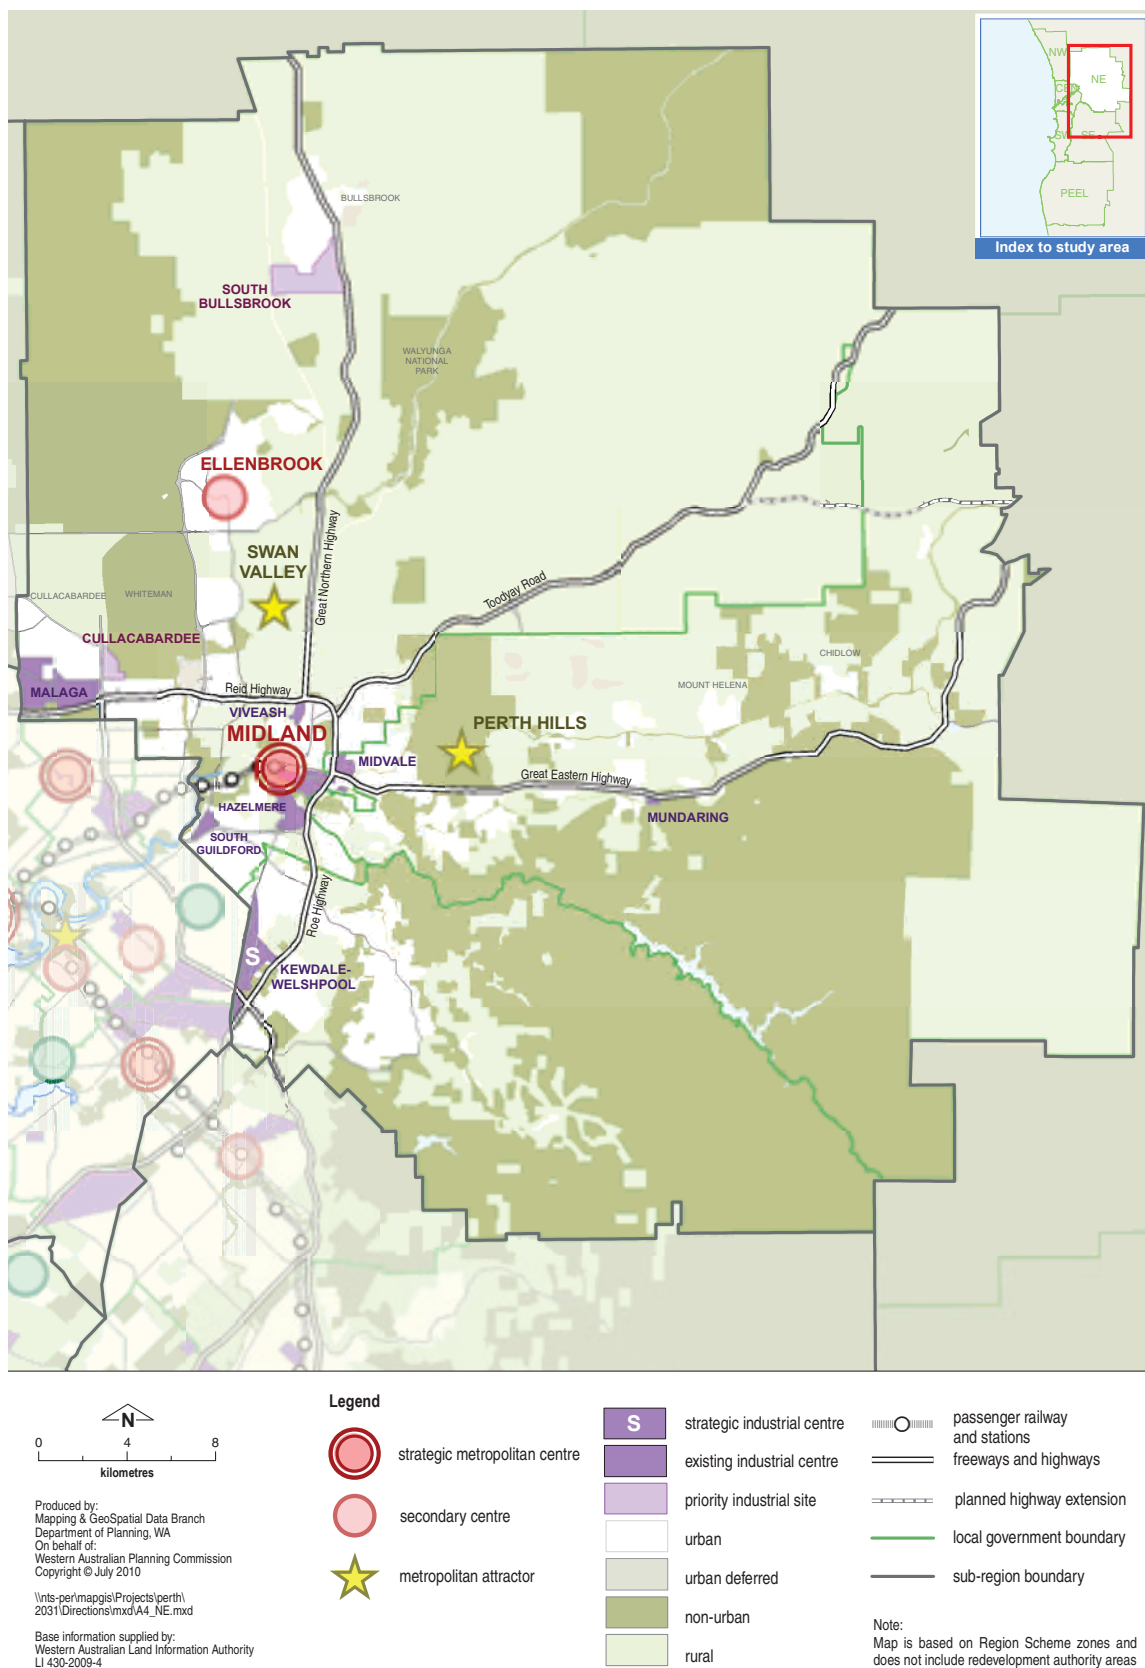 NW
NE
SE
PEEL
Index to study area
BULLSBROOK
SOUTH
BULLSBROOK
WALYUNGA
NATIONAL
PARK
ELLENBROOK
Great Northern Highway
SWAN
VALLEY
Toodyay Road
CULLACABARDEE
WHITEMAN
CULLACABARDEE
CHIDLOW
MALAGA
MOUNT HELENA
Reid Highway
VIVEASH
PERTH HILLS
MIDLAND
MIDVALE
Great Eastern Highway
HAZELMERE
MUNDARING
SOUTH
GUILDFORD
Roe Highway
S
KEWDALE-
WELSHPOOL
N
0 4 8
kilometres
Produced by:
Mapping & GeoSpatial Data Branch
Department of Planning, WA
On behalf of:
Western Australian Planning Commission
Copyright © July 2010
\\nts-per\mapgis\Projects\perth\
2031\Directions\mxd\A4_NE.mxd
Base information supplied by:
Western Australian Land Information Authority
LI 430-2009-4
Legend
strategic metropolitan centre
secondary centre
metropolitan attractor
S strategic industrial centre
existing industrial centre
priority industrial site
urban
urban deferred
non-urban
rural
passenger railway
and stations
freeways and highways
planned highway extension
local government boundary
sub-region boundary
Note:
Map is based on Region Scheme zones and
does not include redevelopment authority areas